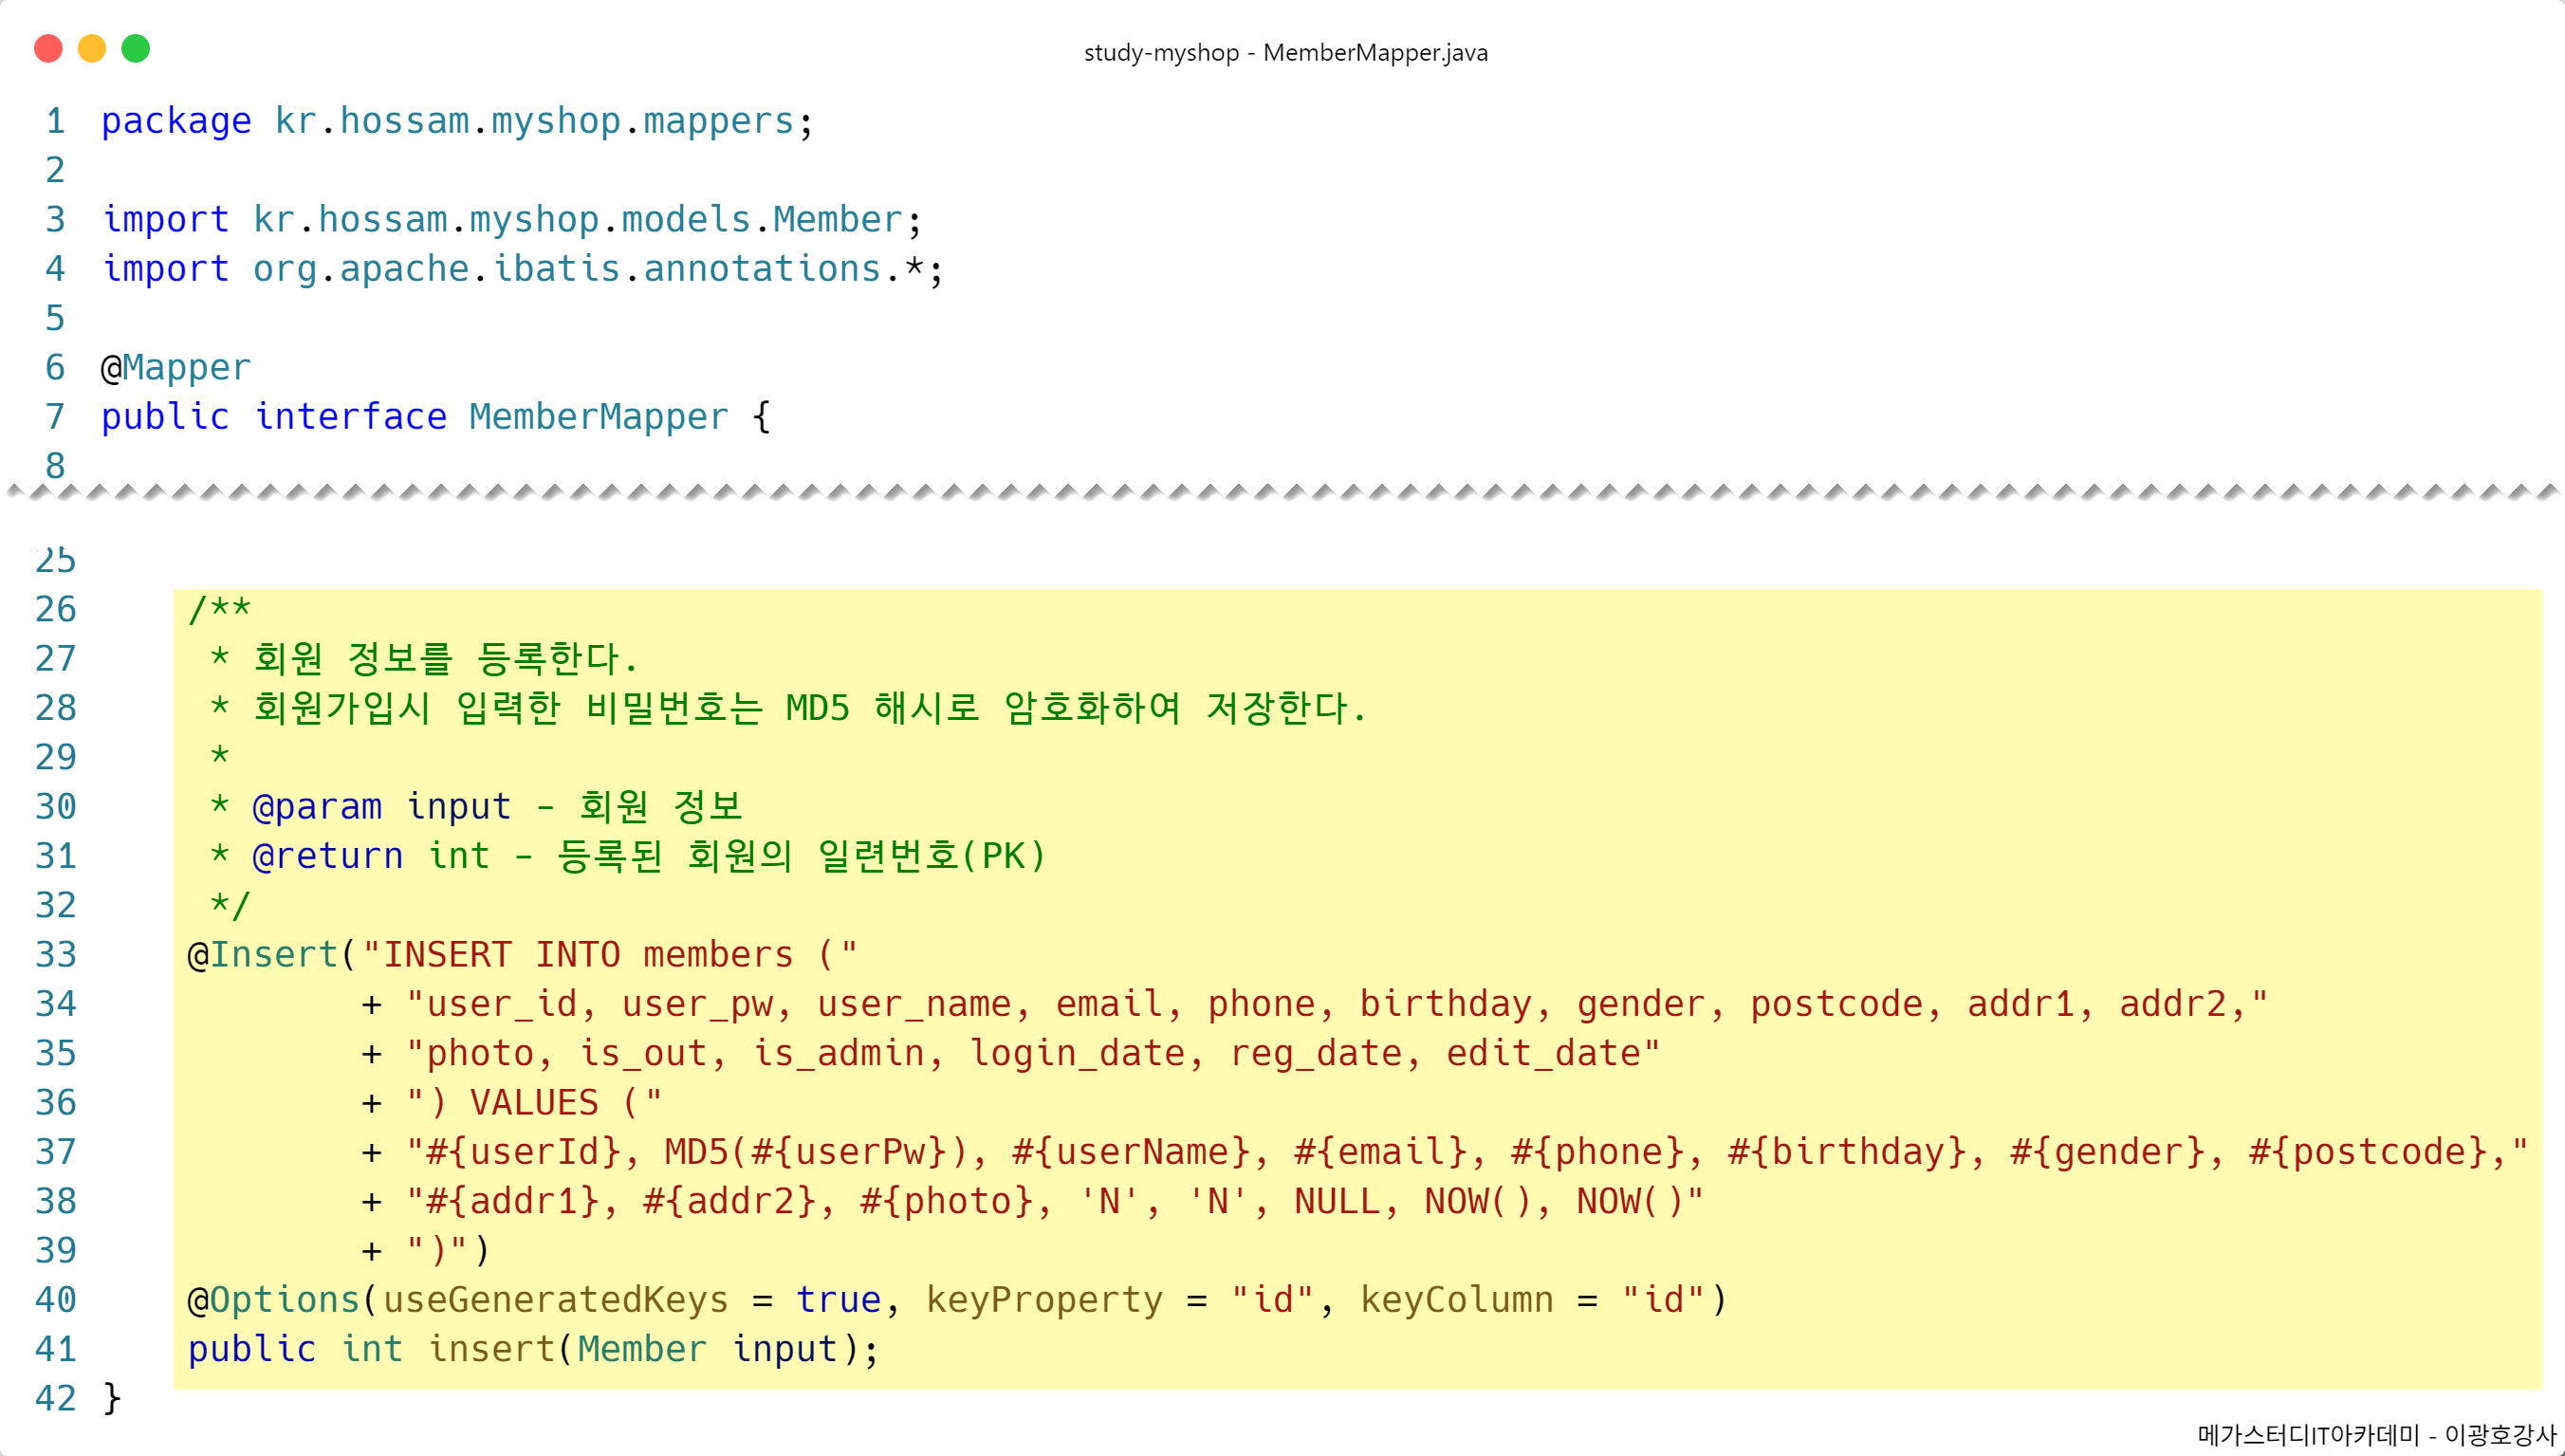 study-myshop - MemberMapper.java
1 package kr.hossam.myshop.mappers;
2
3 import kr.hossam.myshop.models.Member;
4 import org.apache.ibatis.annotations.*;
5
6 @Mapper
7 public interface MemberMapper {
8
25
26 /**
27 * 회원 정보를 등록한다.
28 * 회원가입시 입력한 비밀번호는 MD5 해시로 암호화하여 저장한다.
29 *
30 * @param input - 회원 정보
31 * @return int - 등록된 회원의 일련번호(PK)
32 */
33 @Insert("INSERT INTO members ("
34 + "user_id, user_pw, user_name, email, phone, birthday, gender, postcode, addr1, addr2,"
35 + "photo, is_out, is_admin, login_date, reg_date, edit_date"
36 + ") VALUES ("
37 + "#{userId}, MD5(#{userPw}), #{userName}, #{email}, #{phone}, #{birthday}, #{gender}, #{postcode},"
38 + "#{addr1}, #{addr2}, #{photo}, 'N', 'N', NULL, NOW(), NOW()"
39 + ")")
40 @Options(useGeneratedKeys = true, keyProperty = "id", keyColumn = "id")
41 public int insert(Member input);
42 }
메가스터디IT아카데미 - 이광호강사